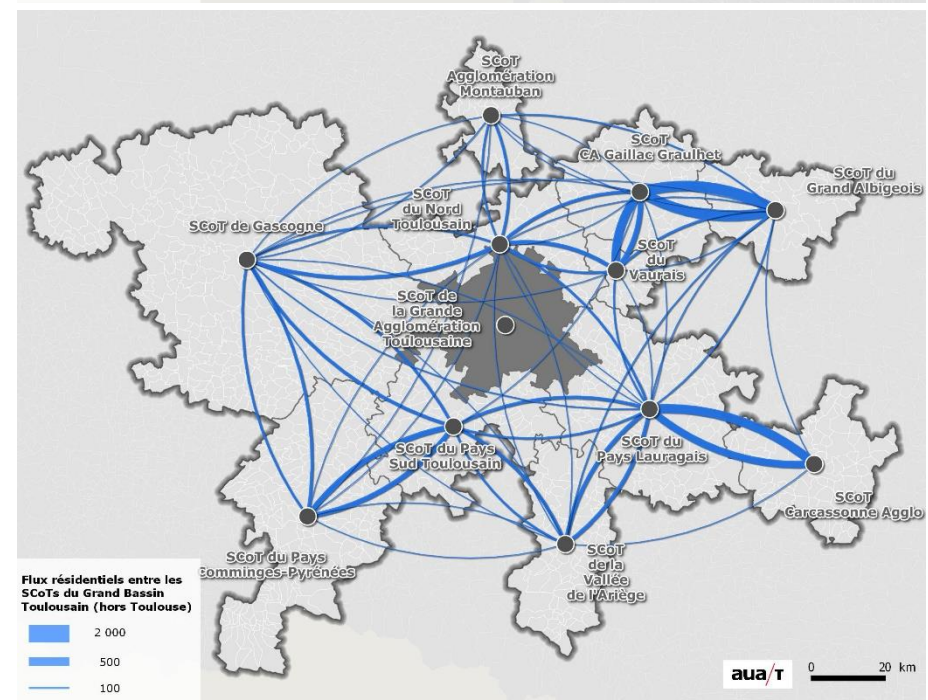 SCoT
Agglomération
Montauban
SCoT
CA Gaillac Graulhet
SCoT du
Grand Albigeois
SCoT
du Nord
Toulousain
SCoT de Gascogne
SCoT
du
Vaurais
SCoT de
la Grande
Agglomération
Toulousaine
SCoT du Pays
Sud Toulousain
SCoT du
Pays Lauragais
SCoT
Carcassonne Agglo
SCoT du Pays
Comminges-Pyrénées
SCoT
de la
Vallée
de l'Ariège
Flux résidentiels entre les
SCoTs du Grand Bassin
Toulousain (hors Toulouse)
2 000
500
100
aua/T
0 20 km